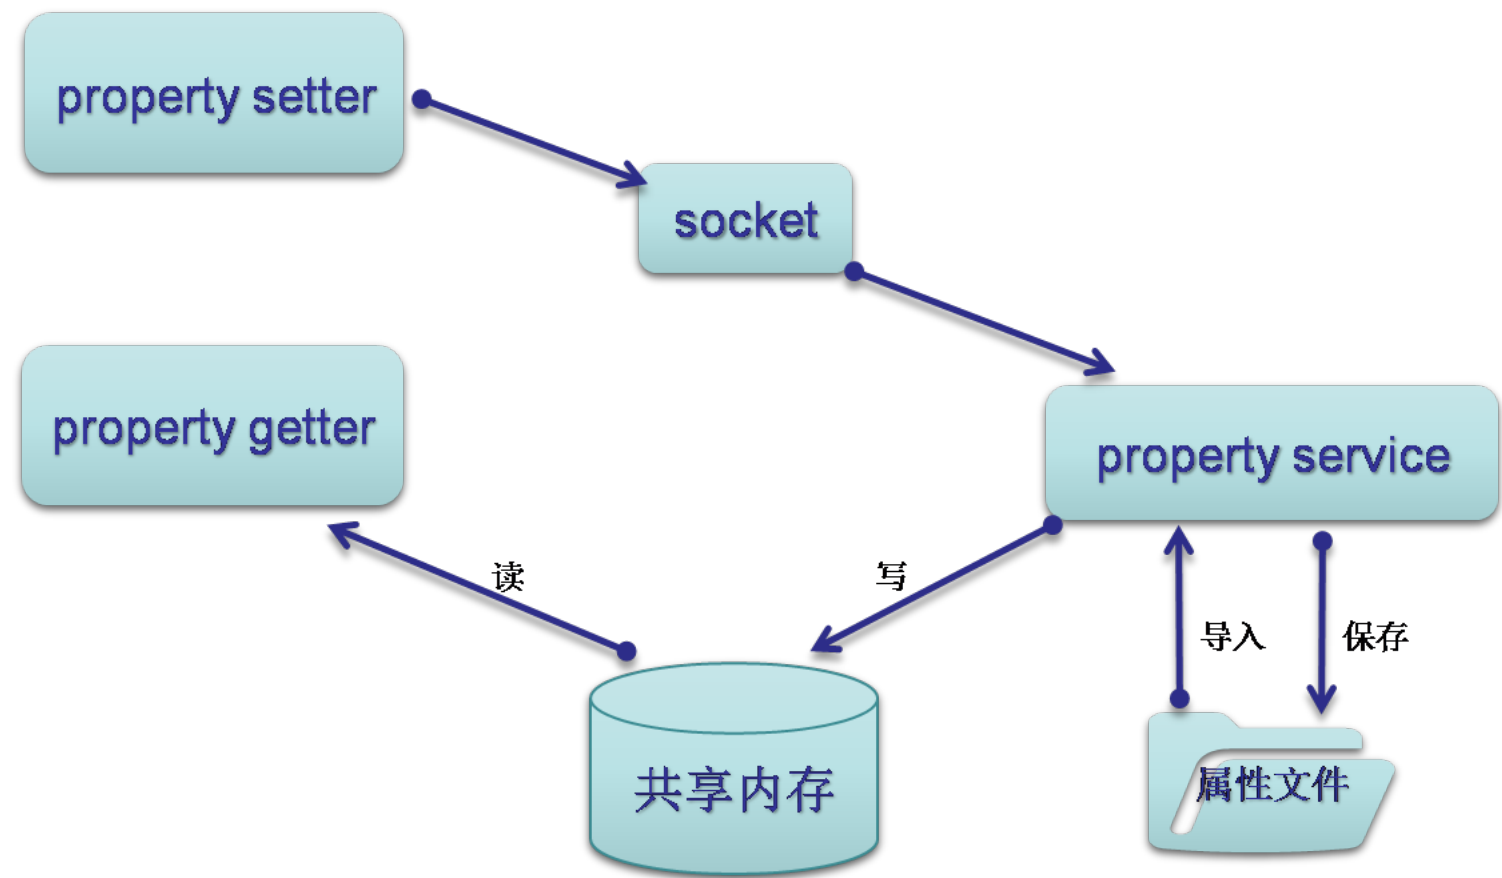 property setter
socket
property getter
property service
读
写
导入
保存
共享内存
属性文件